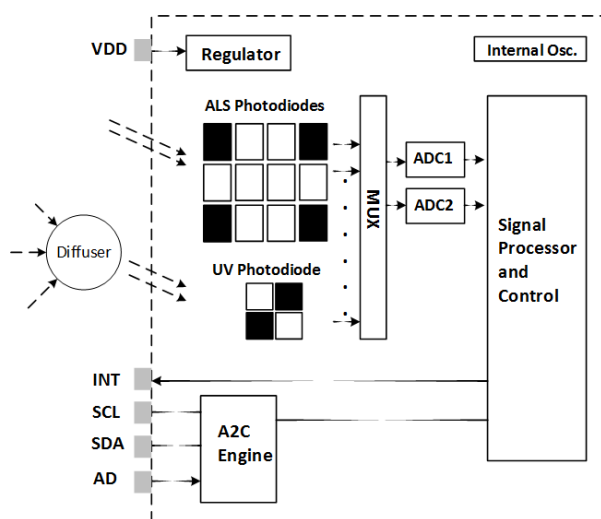 VDD
Regulator
Internal Osc.
ALS Photodiodes
MUX
ADC1
ADC2
Signal
Processor
and
Control
Diffuser
UV Photodiode
INT
SCL
SDA
AD
A2C
Engine